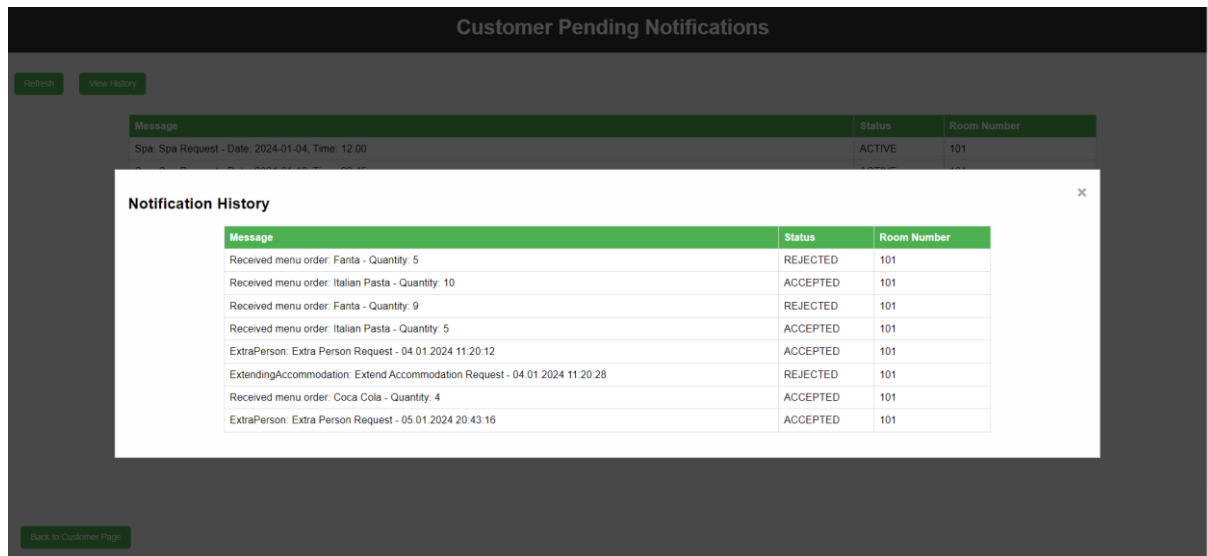 Customer Pending Notifications
Refresh View History
Message Status Room Number
Spa: Spa Request - Date: 2024-01-04, Time: 12:00 ACTIVE 101
Notification History ×
Message Status Room Number
Received menu order: Fanta - Quantity: 5 REJECTED 101
Received menu order: Italian Pasta - Quantity: 10 ACCEPTED 101
Received menu order: Fanta - Quantity: 9 REJECTED 101
Received menu order: Italian Pasta - Quantity: 5 ACCEPTED 101
ExtraPerson: Extra Person Request - 04.01.2024 11:20:12 ACCEPTED 101
ExtendingAccommodation: Extend Accommodation Request - 04.01.2024 11:20:28 REJECTED 101
Received menu order: Coca Cola - Quantity: 4 ACCEPTED 101
ExtraPerson: Extra Person Request - 05.01.2024 20:43:16 ACCEPTED 101
Back to Customer Page